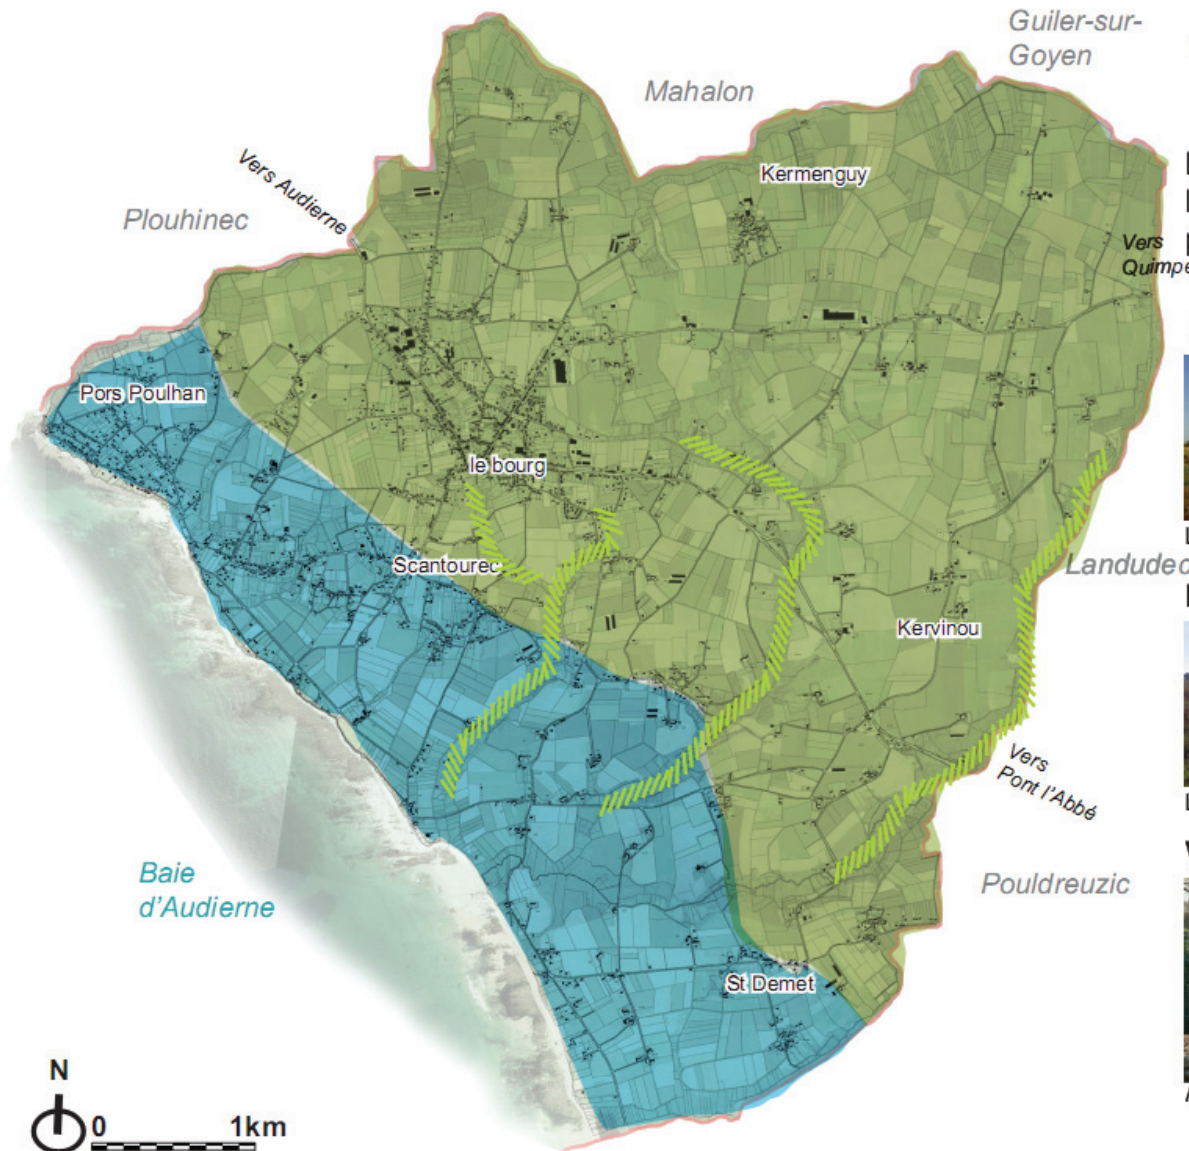 Guiler-sur-
Goyen
Mahalon
Kermenguy
Vers Audierne
Plouhinec
Vers
Quimpe
Pors Poulhan
le bourg
Scantourec
Landudec
Kervinou
Vers
Pont l'Abbé
Baie
d'Audierne
Pouldreuzic
St Demet
N
0 1km